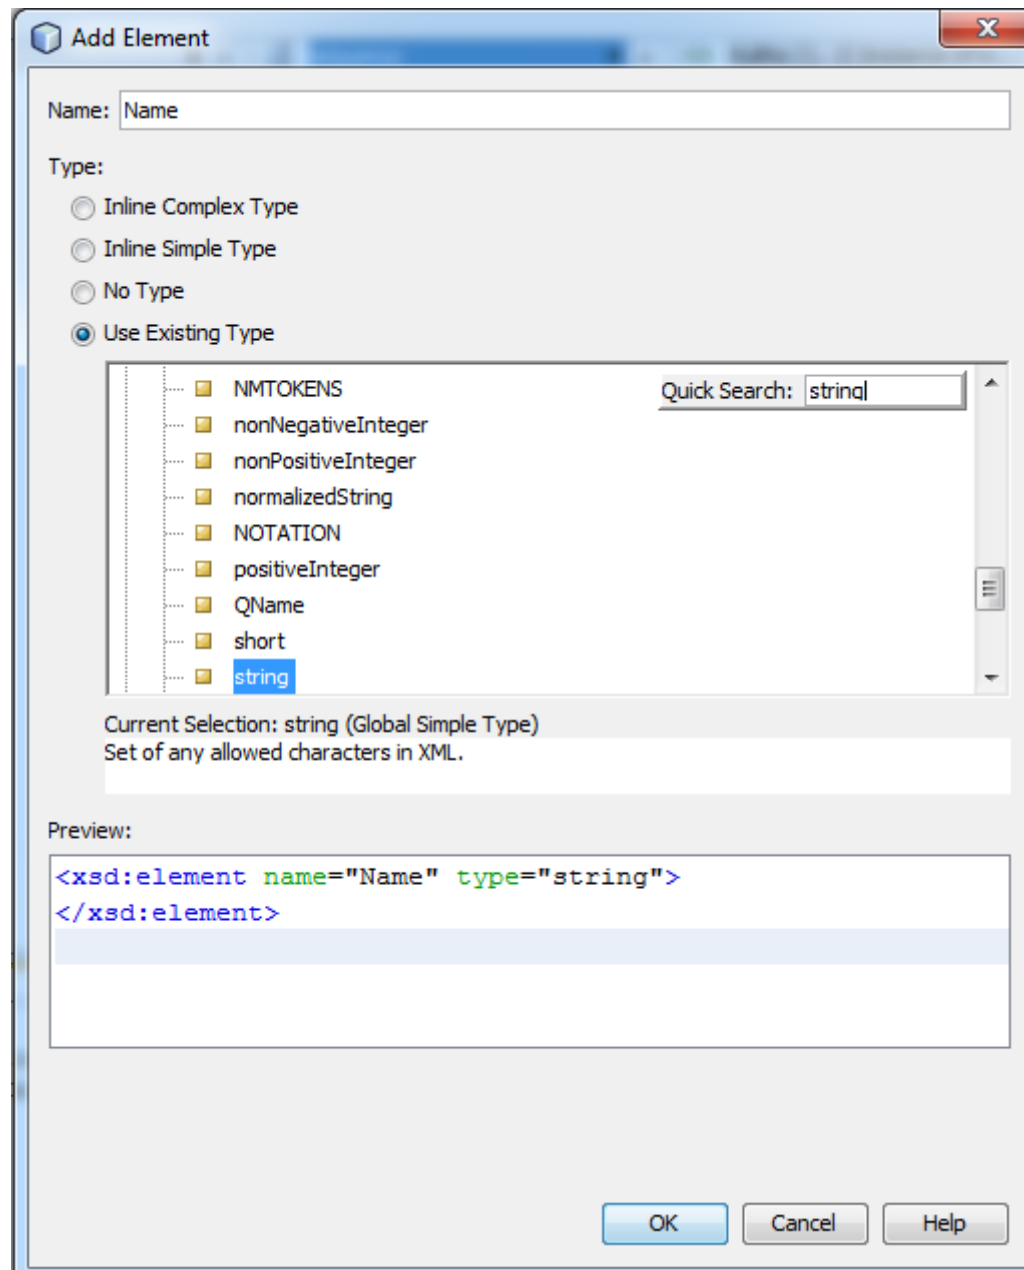 Add Element
Name: Name
Type:
Inline Complex Type
Inline Simple Type
No Type
Use Existing Type
NMTOKENS
Quick Search: string
nonNegativeInteger
nonPositiveInteger
normalizedString
NOTATION
positiveInteger
QName
short
string
Current Selection: string (Global Simple Type)
Set of any allowed characters in XML.
Preview:
<xsd:element name="Name" type="string">
</xsd:element>
OK Cancel Help